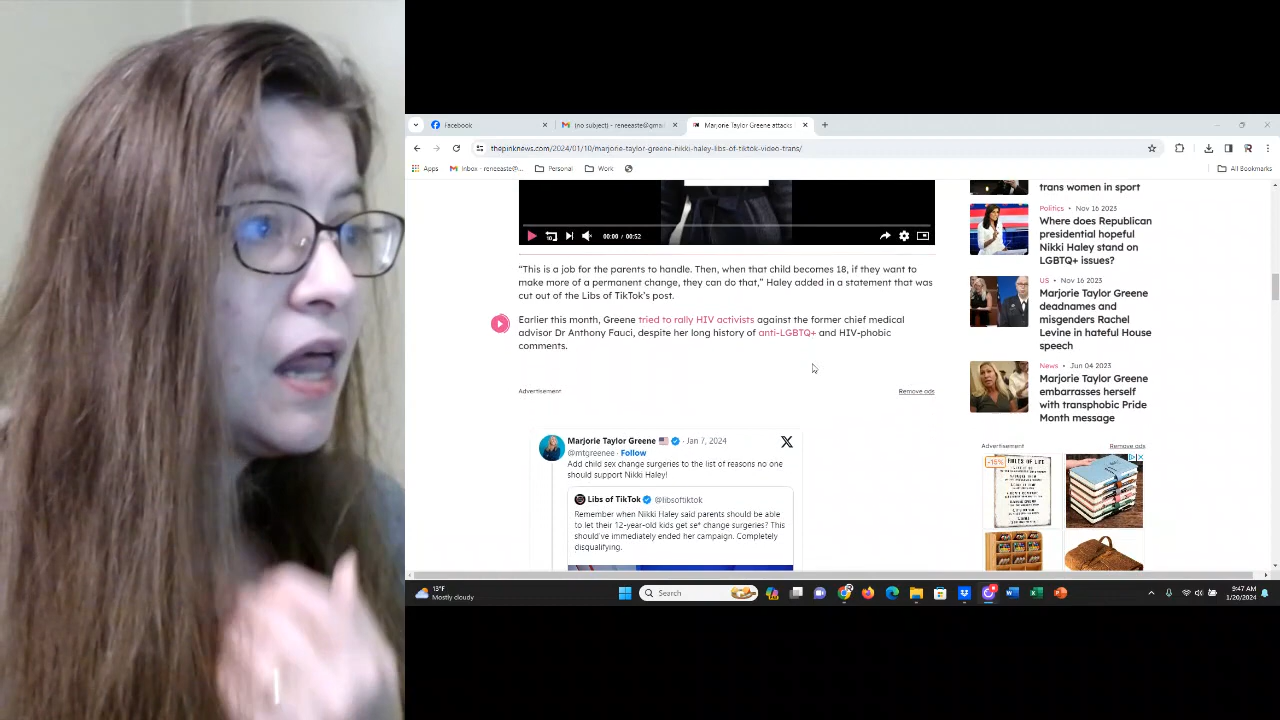 Facebook
(no subject) - reneeaste@gmai
Marjorie Taylor Greene attacks
thepinknews.com/2024/01/10/marjorie-taylor-greene-nikki-haley-libs-of-tiktok-video-trans/
Apps
Inbox - reneeaste@...
Personal
Work
All Bookmarks
00:00 / 00:52
"This is a job for the parents to handle. Then, when that child becomes 18, if they want to
make more of a permanent change, they can do that," Haley added in a statement that was
cut out of the Libs of TikTok's post.
Earlier this month, Greene tried to rally HIV activists against the former chief medical
advisor Dr Anthony Fauci, despite her long history of anti-LGBTQ+ and HIV-phobic
comments.
Advertisement
Remove ads
Marjorie Taylor Greene · Jan 7, 2024
@mtgreenee · Follow
Add child sex change surgeries to the list of reasons no one
should support Nikki Haley!
Libs of TikTok @libsoftiktok
Remember when Nikki Haley said parents should be able
to let their 12-year-old kids get se* change surgeries? This
should've immediately ended her campaign. Completely
disqualifying.
trans women in sport
Politics • Nov 16 2023
Where does Republican
presidential hopeful
Nikki Haley stand on
LGBTQ+ issues?
US • Nov 16 2023
Marjorie Taylor Greene
deadnames and
misgenders Rachel
Levine in hateful House
speech
News • Jun 04 2023
Marjorie Taylor Greene
embarrasses herself
with transphobic Pride
Month message
Advertisement
Remove ads
-15%
RULES OF LIFE
13°F
Mostly cloudy
Search
9:47 AM
1/20/2024